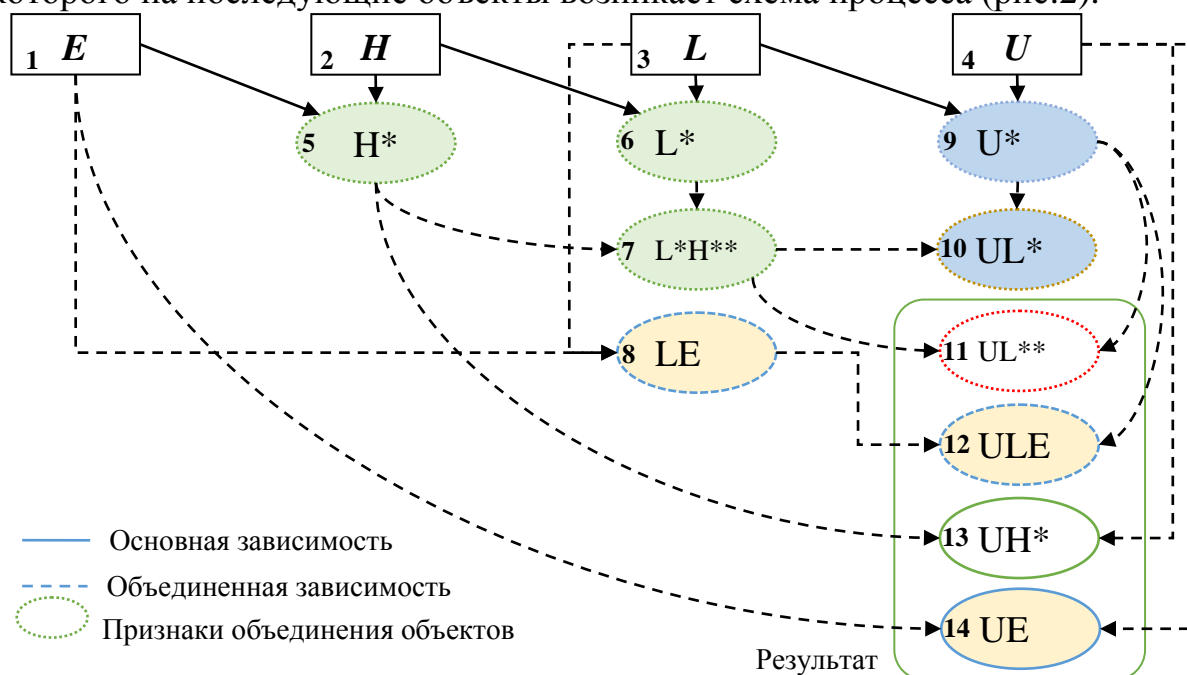 которого на последующие объекты возникает схема процесса (рис.2).
1 E 2 H 3 L 4 U
5 H* 6 L* 9 U*
7 L*H** 10 UL*
8 LE 11 UL**
12 ULE
Основная зависимость 13 UH*
Объединенная зависимость
Признаки объединения объектов 14 UE
Результат